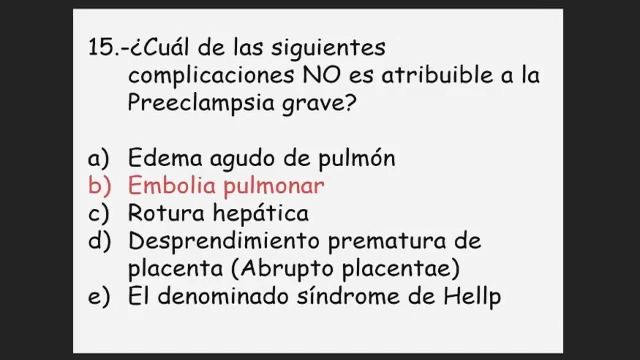 15.-¿Cuál de las siguientes
complicaciones NO es atribuible a la
Preeclampsia grave?
a) Edema agudo de pulmón
b) Embolia pulmonar
c) Rotura hepática
d) Desprendimiento prematura de
placenta (Abrupto placentae)
e) El denominado síndrome de Hellp